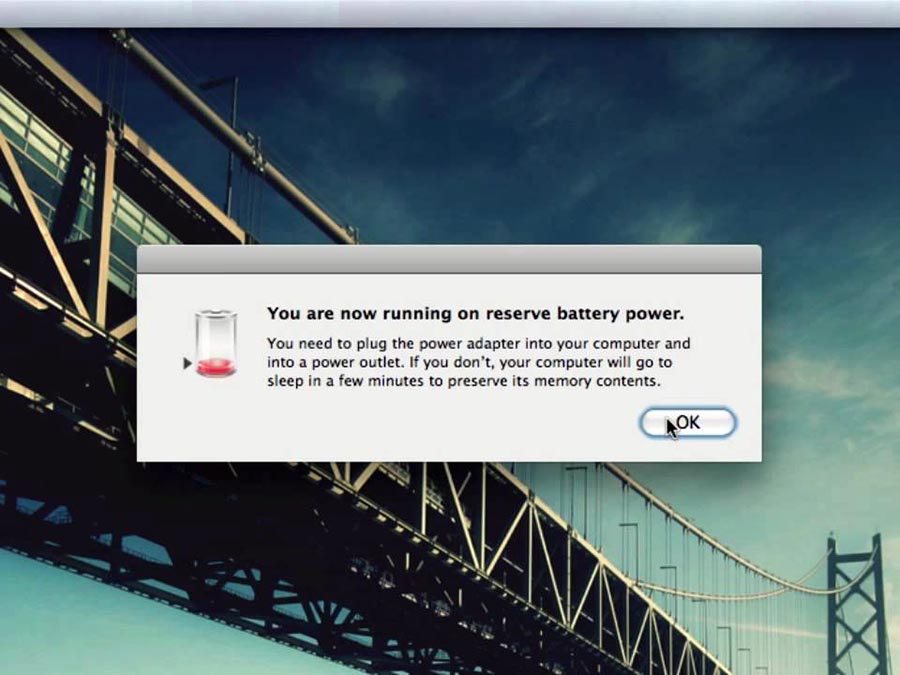 You are now running on reserve battery power.
You need to plug the power adapter into your computer and
into a power outlet. If you don’t, your computer will go to
sleep in a few minutes to preserve its memory contents.
OK